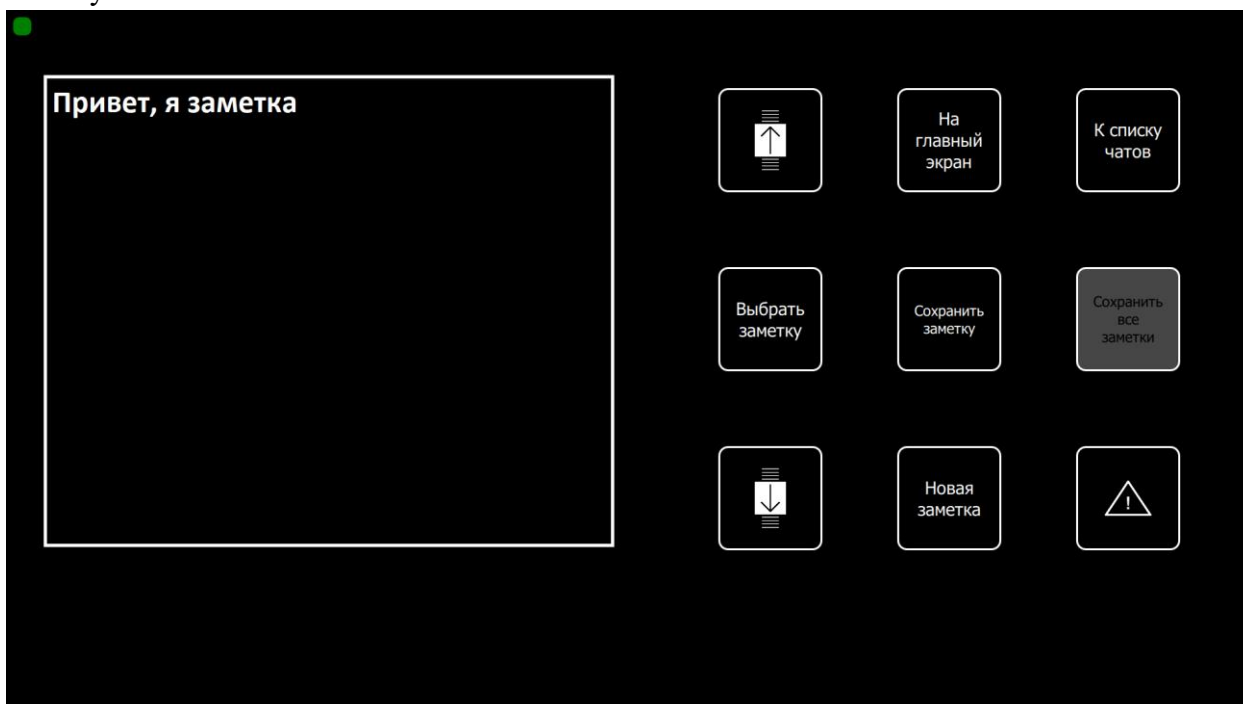 Привет, я заметка
На
главный
экран
К списку
чатов
Выбрать
заметку
Сохранить
заметку
Сохранить
все
заметки
Новая
заметка
!